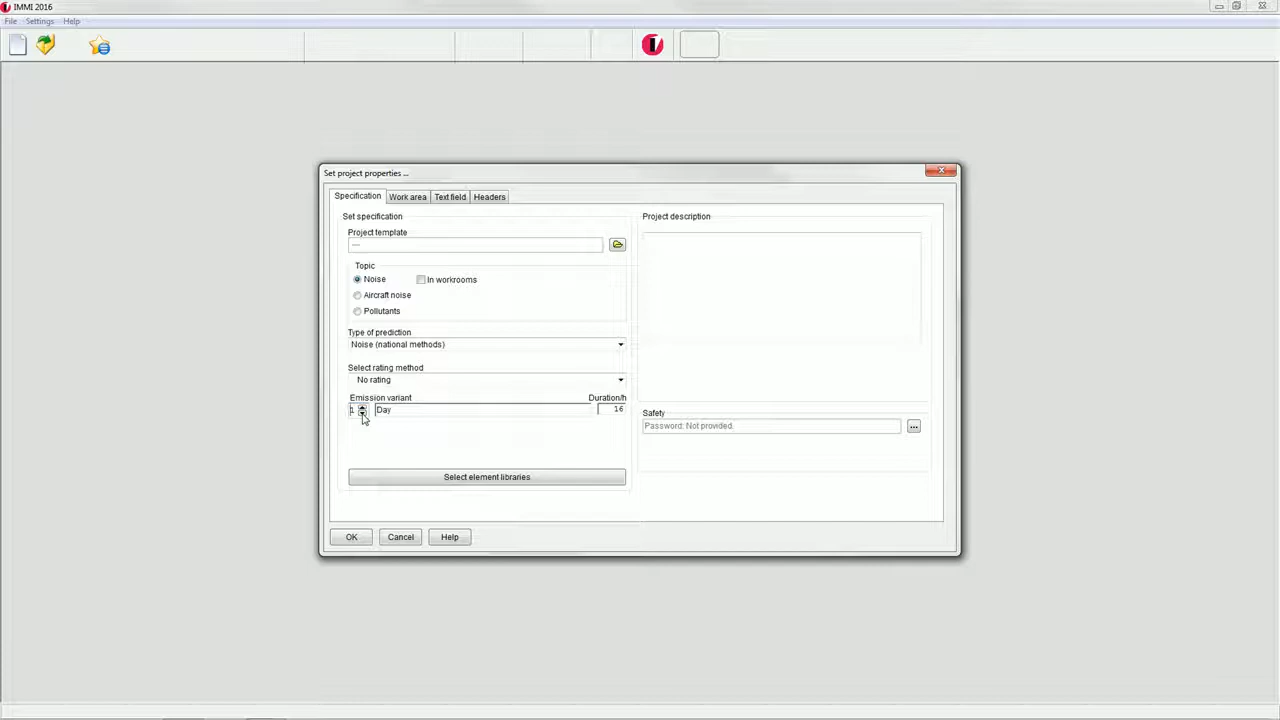 IMMI 2016
File Settings Help
Set project properties ...
Specification Work area Text field Headers
Set specification
Project template
---
Topic
Noise In workrooms
Aircraft noise
Pollutants
Type of prediction
Noise (national methods)
Select rating method
No rating
Emission variant Duration/h
1 Day 16
Select element libraries
Project description
Safety
Password: Not provided.
...
OK Cancel Help